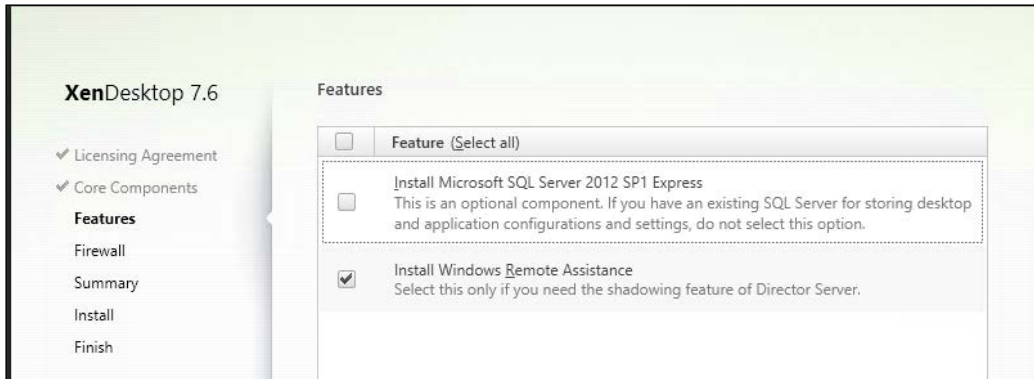 XenDesktop 7.6
Licensing Agreement
Core Components
Features
Firewall
Summary
Install
Finish
Features
Feature (Select all)
Install Microsoft SQL Server 2012 SP1 Express
This is an optional component. If you have an existing SQL Server for storing desktop
and application configurations and settings, do not select this option.
Install Windows Remote Assistance
Select this only if you need the shadowing feature of Director Server.